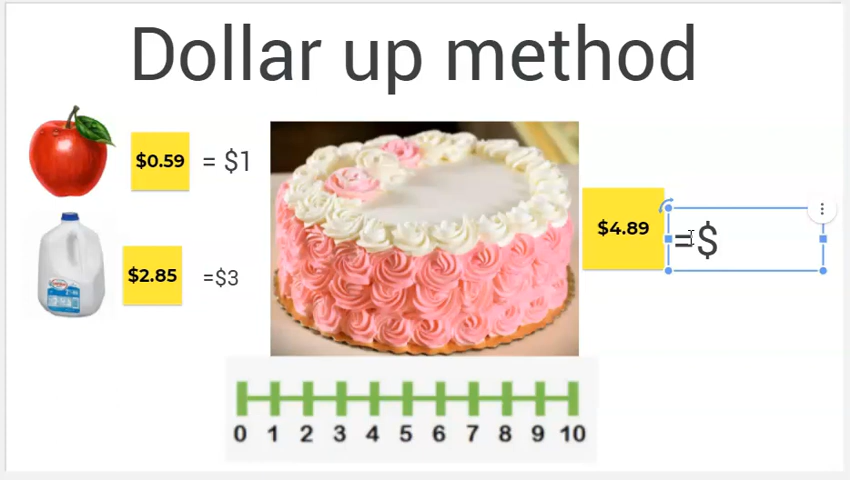 Dollar up method
$0.59 = $1
$2.85 =$3
$4.89 =$
0 1 2 3 4 5 6 7 8 9 10